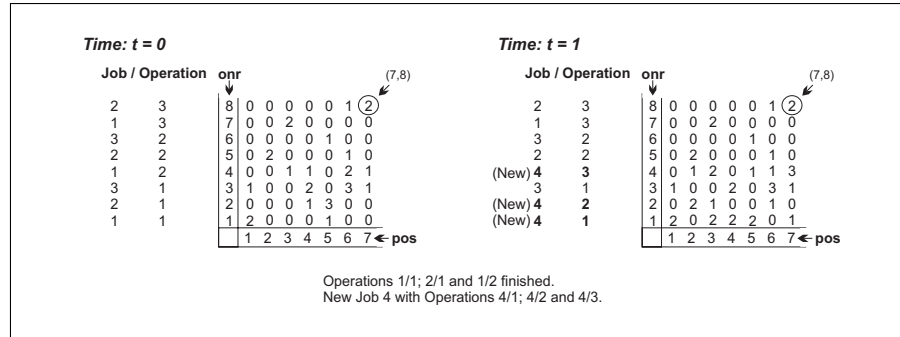 Time: t = 0
Job / Operation onr (7,8)
2 3 8 0 0 0 0 0 1 2
1 3 7 0 0 2 0 0 0 0
3 2 6 0 0 0 0 1 0 0
2 2 5 0 2 0 0 0 1 0
1 2 4 0 0 1 1 0 2 1
3 1 3 1 0 0 2 0 3 1
2 1 2 0 0 0 1 3 0 0
1 1 1 2 0 0 0 1 0 0
1 2 3 4 5 6 7 pos
Time: t = 1
Job / Operation onr (7,8)
2 3 8 0 0 0 0 0 1 2
1 3 7 0 0 2 0 0 0 0
3 2 6 0 0 0 0 1 0 0
2 2 5 0 2 0 0 0 1 0
(New) 4 3 4 0 1 2 0 1 1 3
3 1 3 1 0 0 2 0 3 1
(New) 4 2 2 0 2 1 0 0 1 0
(New) 4 1 1 2 0 2 2 2 0 1
1 2 3 4 5 6 7 pos
Operations 1/1; 2/1 and 1/2 finished.
New Job 4 with Operations 4/1; 4/2 and 4/3.